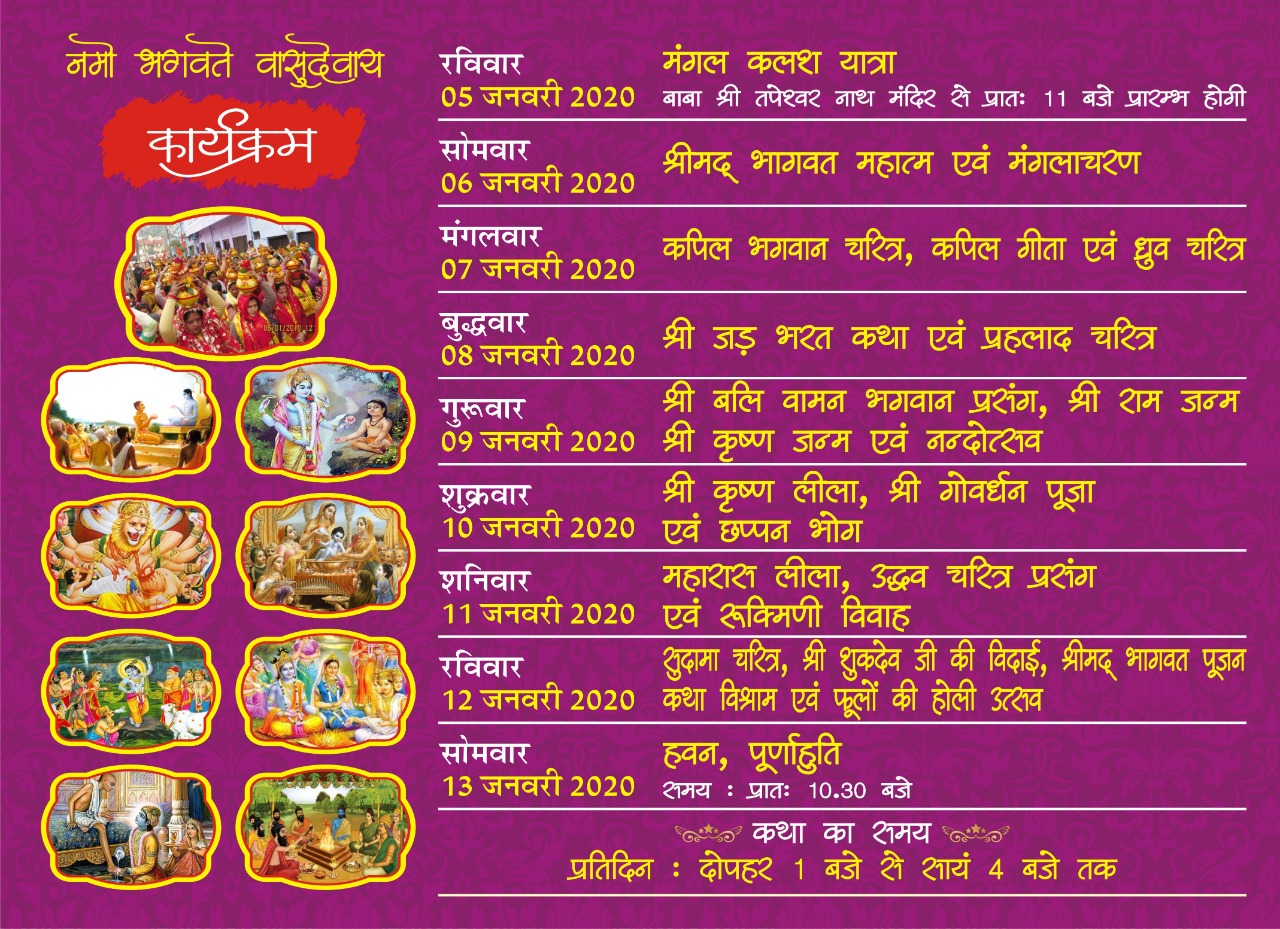 नमो भगवते वासुदेवाय
कार्यक्रम
06/01/2019 12
रविवार
05 जनवरी 2020
मंगल कलश यात्रा
बाबा श्री तपेश्वर नाथ मंदिर से प्रातः 11 बजे प्रारम्भ होगी
सोमवार
06 जनवरी 2020
श्रीमद् भागवत महात्म एवं मंगलाचरण
मंगलवार
07 जनवरी 2020
कपिल भगवान चरित्र, कपिल गीता एवं ध्रुव चरित्र
बुद्धवार
08 जनवरी 2020
श्री जड़ भरत कथा एवं प्रहलाद चरित्र
गुरूवार
09 जनवरी 2020
श्री बलि वामन भगवान प्रसंग, श्री राम जन्म
श्री कृष्ण जन्म एवं नन्दोत्सव
शुक्रवार
10 जनवरी 2020
श्री कृष्ण लीला, श्री गोवर्धन पूजा
एवं छप्पन भोग
शनिवार
11 जनवरी 2020
महारास लीला, उद्धव चरित्र प्रसंग
एवं रूक्मिणी विवाह
रविवार
12 जनवरी 2020
सुदामा चरित्र, श्री शुकदेव जी की विदाई, श्रीमद् भागवत पूजन
कथा विश्राम एवं फूलों की होली उत्सव
सोमवार
13 जनवरी 2020
हवन, पूर्णाहुति
समय : प्रातः 10.30 बजे
कथा का समय
प्रतिदिन : दोपहर 1 बजे से सायं 4 बजे तक